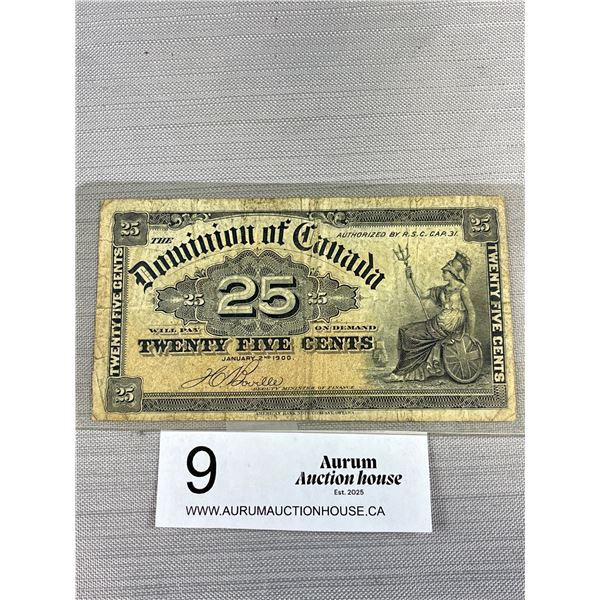 25
25
THE
Dominion of Canada
AUTHORIZED BY R.S.C. CAP. 31.
TWENTY FIVE CENTS
TWENTY FIVE CENTS
25
25
25
WILL PAY
ON DEMAND
TWENTY FIVE CENTS
JANUARY 2ND 1900.
DEPUTY MINISTER OF FINANCE
25
25
9
Aurum
Auction house
Est. 2025
WWW.AURUMAUCTIONHOUSE.CA